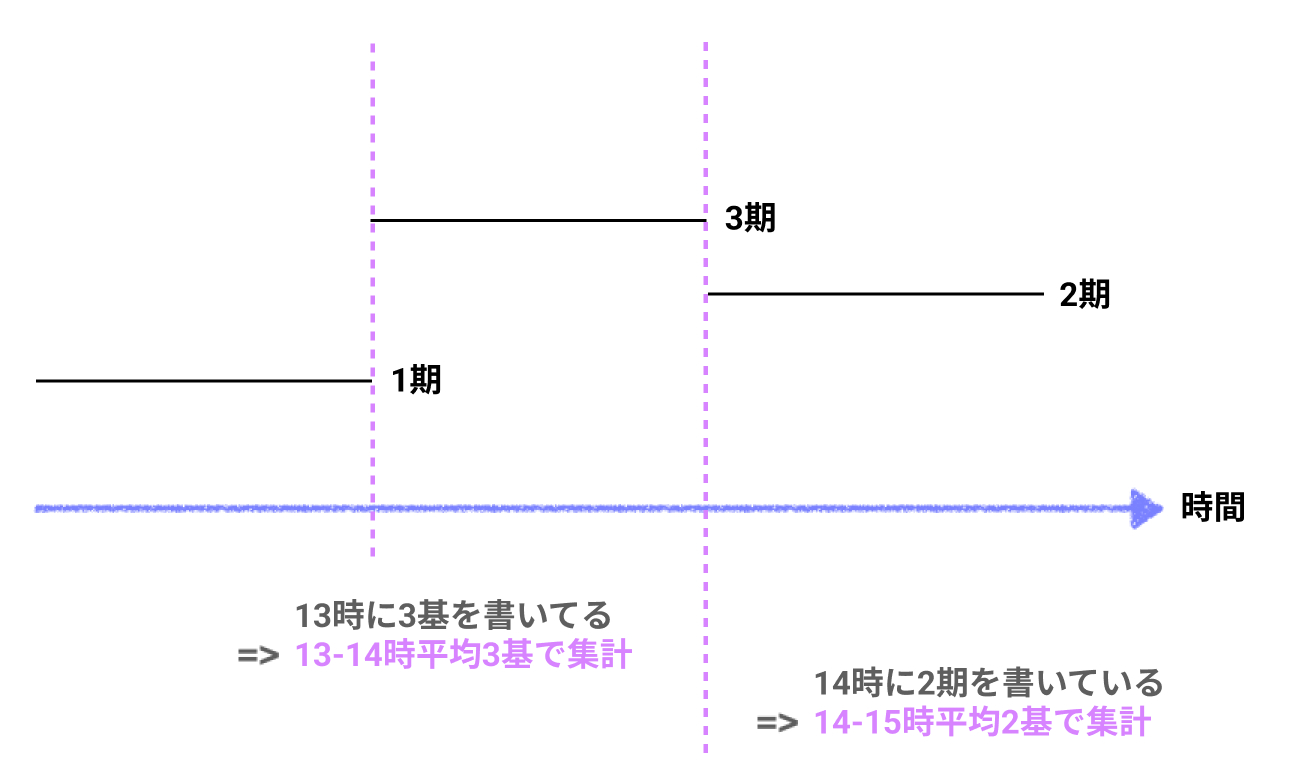 3期
2期
1期
時間
13時に3基を書いてる
=> 13-14時平均3基で集計
14時に2期を書いている
=> 14-15時平均2基で集計